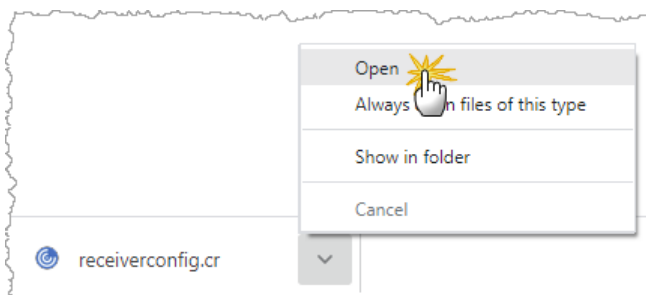 Open
Always n files of this type
Show in folder
Cancel
receiverconfig.cr